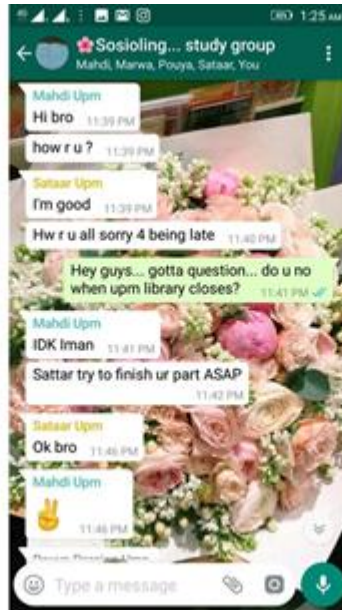 1:25 AM
🌸Sosioling... study group
Mahdi, Marwa, Pouya, Sataar, You
Mahdi Upm
Hi bro 11:39 PM
how r u ? 11:39 PM
Sataar Upm
I'm good 11:39 PM
Hw r u all sorry 4 being late 11:40 PM
Hey guys... gotta question... do u no
when upm library closes? 11:41 PM
Mahdi Upm
IDK Iman 11:41 PM
Sattar try to finish ur part ASAP
11:42 PM
Sataar Upm
Ok bro 11:46 PM
Mahdi Upm
✌
11:46 PM
Type a message